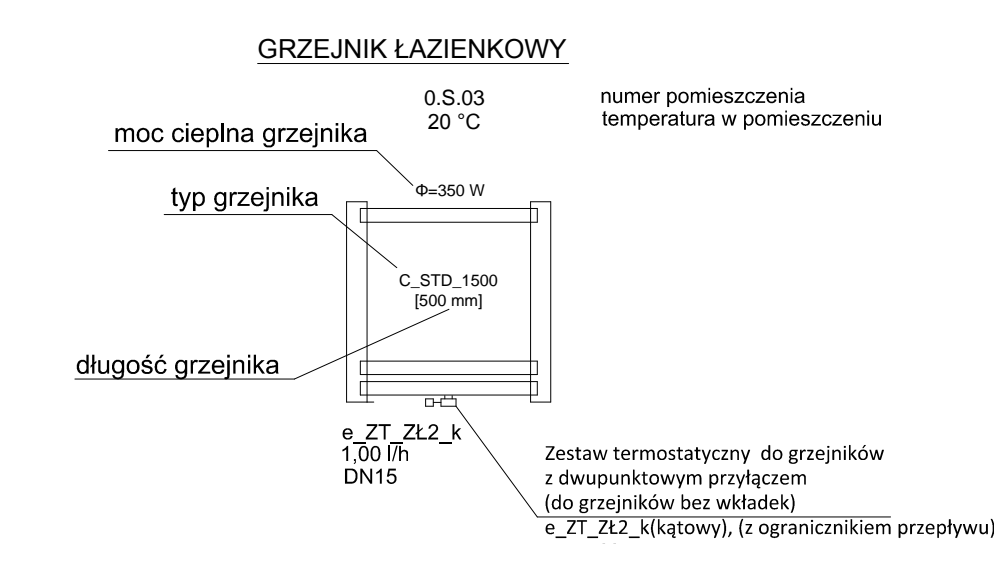 GRZEJNIK ŁAZIENKOWY
0.S.03
20 °C
numer pomieszczenia
temperatura w pomieszczeniu
moc cieplna grzejnika
Φ=350 W
typ grzejnika
C_STD_1500
[500 mm]
długość grzejnika
e_ZT_ZŁ2_k
1,00 l/h
DN15
Zestaw termostatyczny do grzejników
z dwupunktowym przyłączem
(do grzejników bez wkładek)
e_ZT_ZŁ2_k(kątowy), (z ogranicznikiem przepływu)